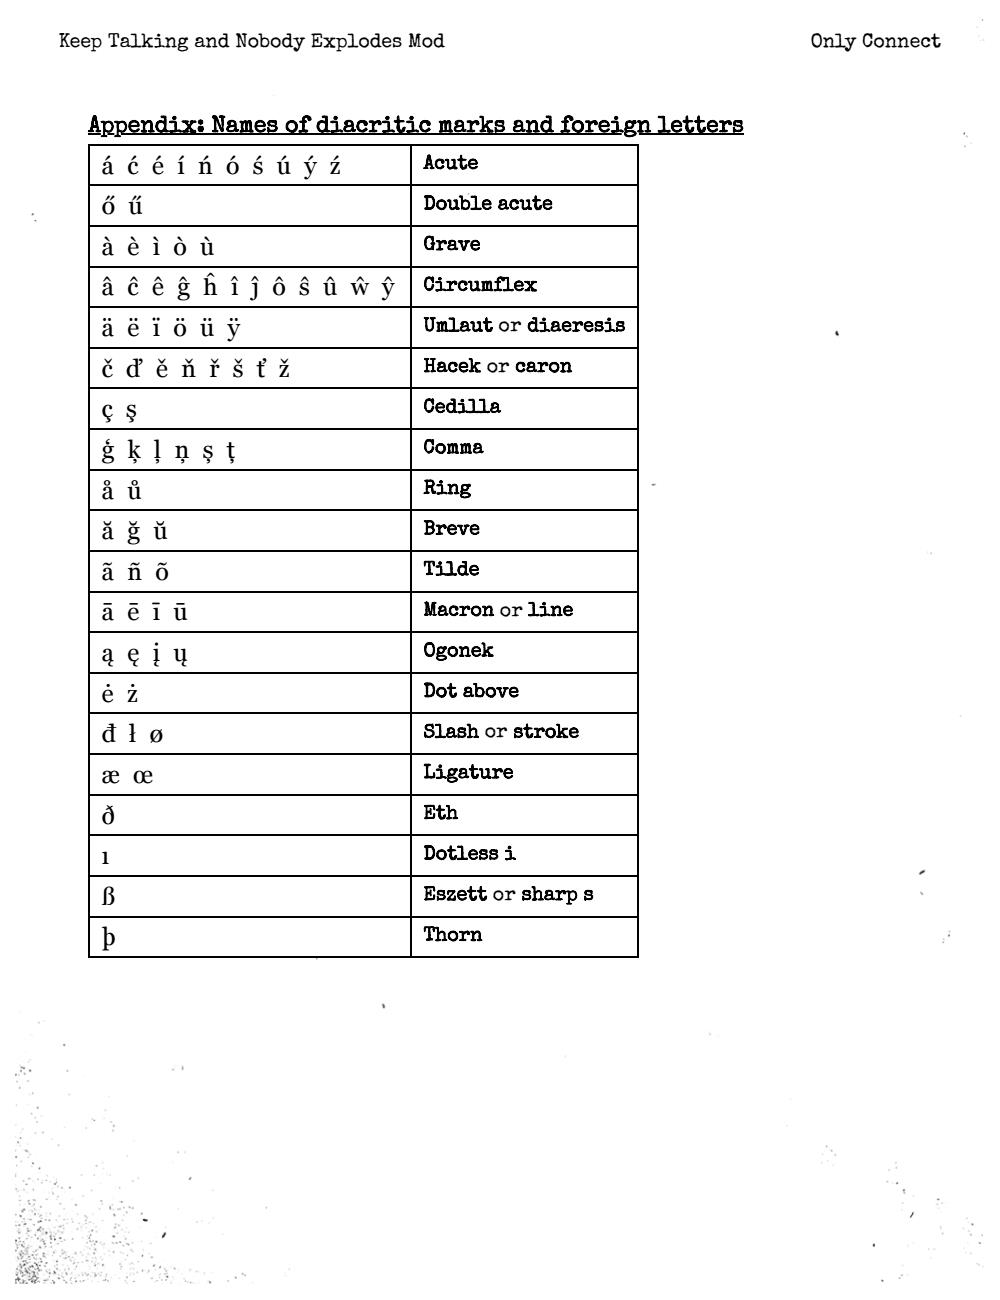 Keep Talking and Nobody Explodes Mod Only Connect
Appendix: Names of diacritic marks and foreign letters
á ć é í ń ó ś ú ý ź Acute
ő ű Double acute
à è ì ò ù Grave
â ĉ ê ĝ ĥ î ĵ ô ŝ û ŵ ŷ Circumflex
ä ë ï ö ü ÿ Umlaut or diaeresis
č ď ě ň ř š ť ž Hacek or caron
ç ş Cedilla
ģ ķ ļ ņ ș ț Comma
å ů Ring
ă ğ ŭ Breve
ã ñ õ Tilde
ā ē ī ū Macron or line
ą ę į ų Ogonek
ė ż Dot above
đ ł ø Slash or stroke
æ œ Ligature
ð Eth
ı Dotless i
ß Eszett or sharp s
þ Thorn